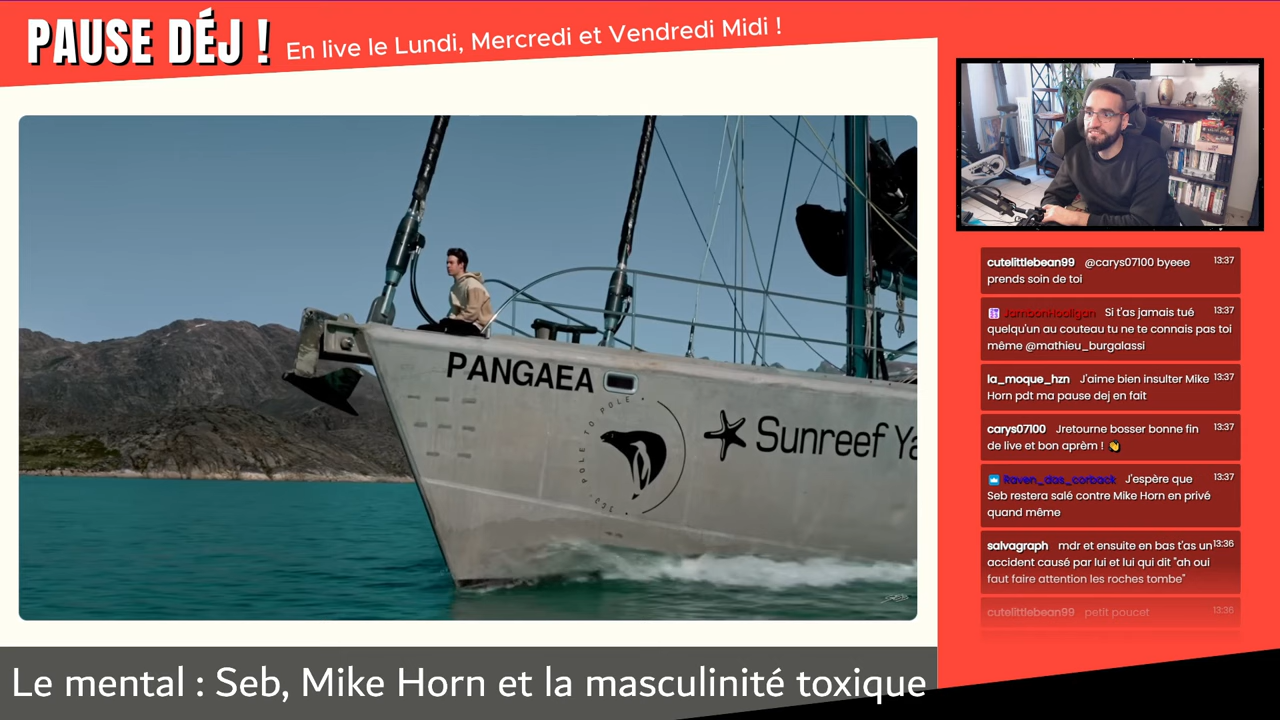 PAUSE DÉJ !
En live le Lundi, Mercredi et Vendredi Midi !
PANGAEA
POLE TO POLE
Sunreef Ya
cutelittlebean99 @carys07100 byeee 13:37
prends soin de toi
JambonHooligan Si t'as jamais tué 13:37
quelqu'un au couteau tu ne te connais pas toi
même @mathieu_burgalassi
la_moque_hzn J'aime bien insulter Mike 13:37
Horn pdt ma pause dej en fait
carys07100 Jretourne bosser bonne fin 13:37
de live et bon aprèm ! 👋
Raven_das_corback J'espère que 13:37
Seb restera salé contre Mike Horn en privé
quand même
salvagraph mdr et ensuite en bas t'as un 13:36
accident causé par lui et lui qui dit "ah oui
faut faire attention les roches tombe"
cutelittlebean99 petit poucet 13:36
Le mental : Seb, Mike Horn et la masculinité toxique